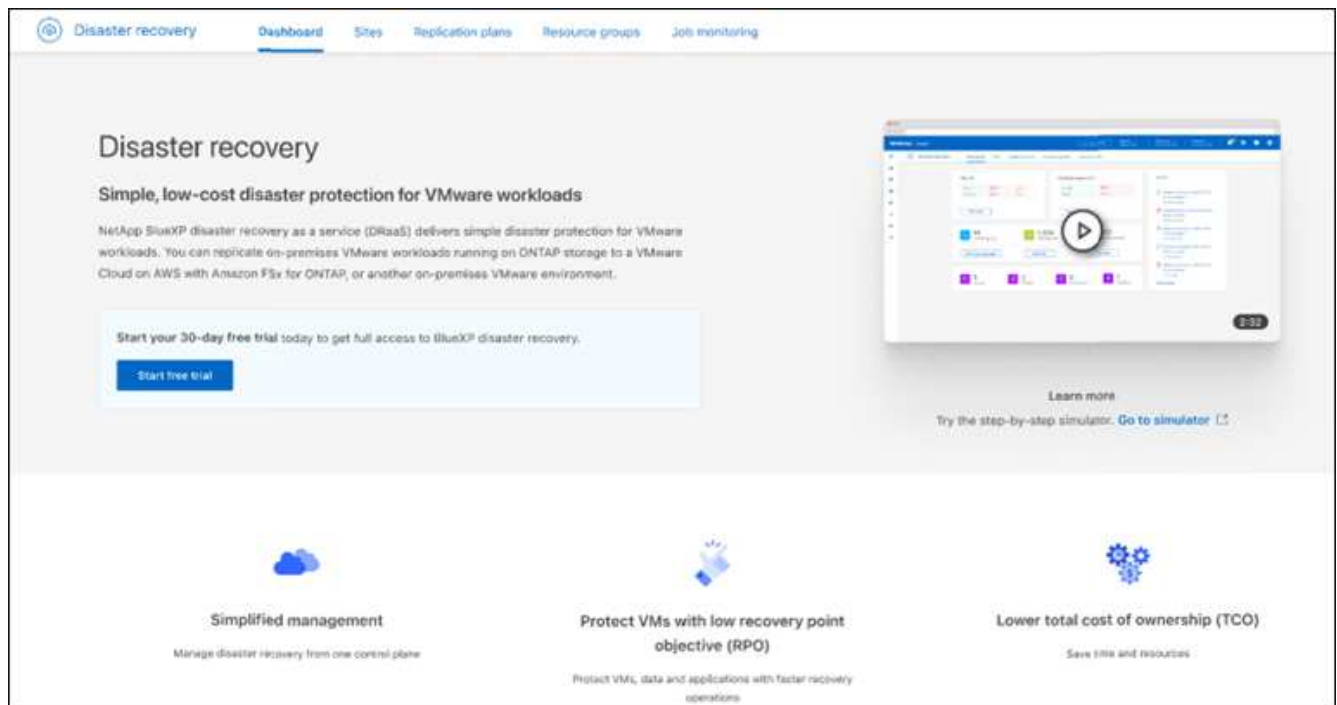 Disaster recovery
Dashboard
Sites
Replication plans
Resource groups
Job monitoring
Disaster recovery
Simple, low-cost disaster protection for VMware workloads
NetApp BlueXP disaster recovery as a service (DRaaS) delivers simple disaster protection for VMware
workloads. You can replicate on-premises VMware workloads running on ONTAP storage to a VMware
Cloud on AWS with Amazon FSx for ONTAP, or another on-premises VMware environment.
Start your 30-day free trial today to get full access to BlueXP disaster recovery.
Start free trial
2:32
Learn more
Try the step-by-step simulator. Go to simulator
Simplified management
Manage disaster recovery from one control plane
Protect VMs with low recovery point
objective (RPO)
Protect VMs, data and applications with faster recovery
operations
Lower total cost of ownership (TCO)
Save time and resources